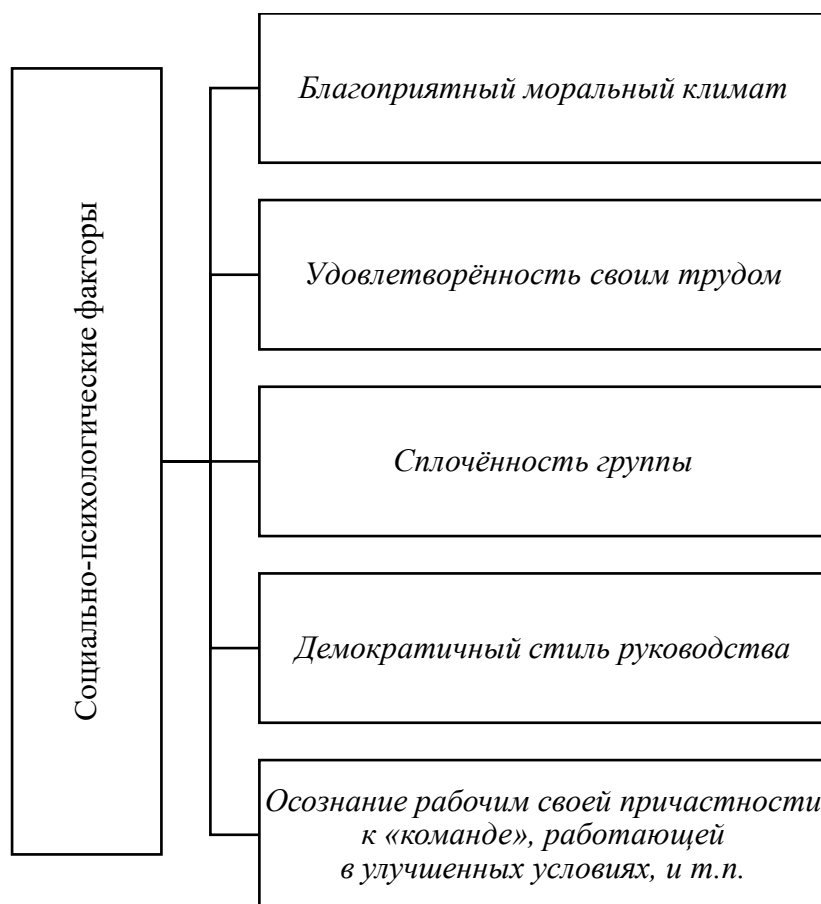 Социально-психологические факторы
Благоприятный моральный климат
Удовлетворённость своим трудом
Сплочённость группы
Демократичный стиль руководства
Осознание рабочим своей причастности
к «команде», работающей
в улучшенных условиях, и т.п.